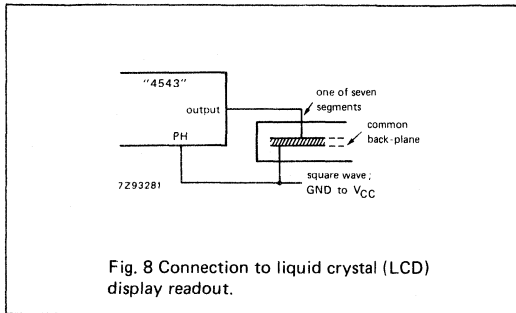 "4543"
output
PH
one of seven
segments
common
back-plane
7Z93281
square wave;
GND to VCC
Fig. 8 Connection to liquid crystal (LCD)
display readout.